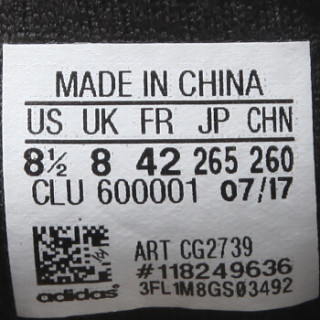 MADE IN CHINA
US UK FR JP CHN
8½ 8 42 265 260
CLU 600001 07/17
ART CG2739
#118249636
adidas 3FL1M8GS03492